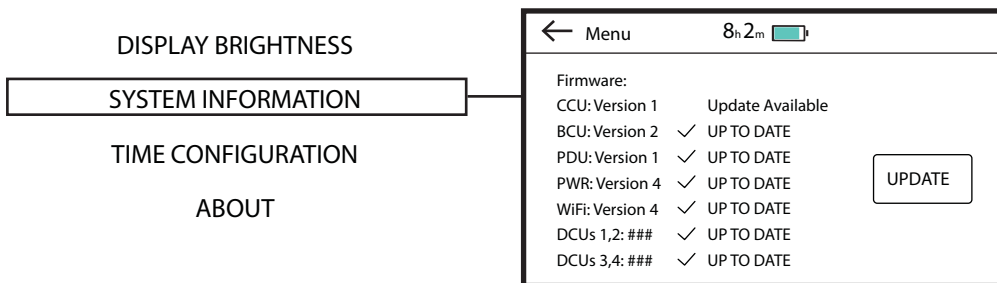 DISPLAY BRIGHTNESS
SYSTEM INFORMATION
TIME CONFIGURATION
ABOUT
← Menu 8h2m
Firmware:
CCU: Version 1 Update Available
BCU: Version 2 ✓ UP TO DATE
PDU: Version 1 ✓ UP TO DATE
PWR: Version 4 ✓ UP TO DATE
WiFi: Version 4 ✓ UP TO DATE
DCUs 1,2: ### ✓ UP TO DATE
DCUs 3,4: ### ✓ UP TO DATE
UPDATE